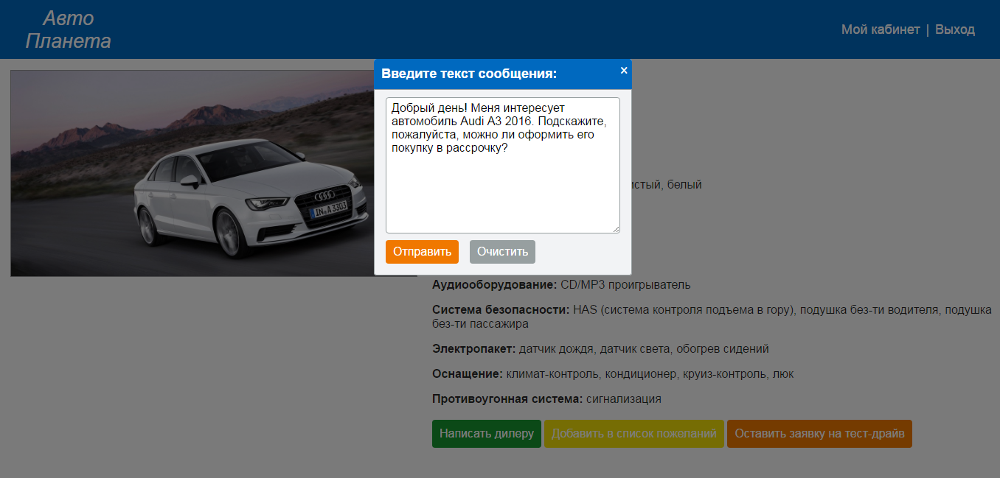 Авто
Планета
Мой кабинет | Выход
Введите текст сообщения:
×
Добрый день! Меня интересует
автомобиль Audi A3 2016. Подскажите,
пожалуйста, можно ли оформить его
покупку в рассрочку?
Отправить
Очистить
белый
IN A 3303
Аудиооборудование: CD/MP3 проигрыватель
Система безопасности: HAS (система контроля подъема в гору), подушка без-ти водителя, подушка
без-ти пассажира
Электропакет: датчик дождя, датчик света, обогрев сидений
Оснащение: климат-контроль, кондиционер, круиз-контроль, люк
Противоугонная система: сигнализация
Написать дилеру
Добавить в список пожеланий
Оставить заявку на тест-драйв